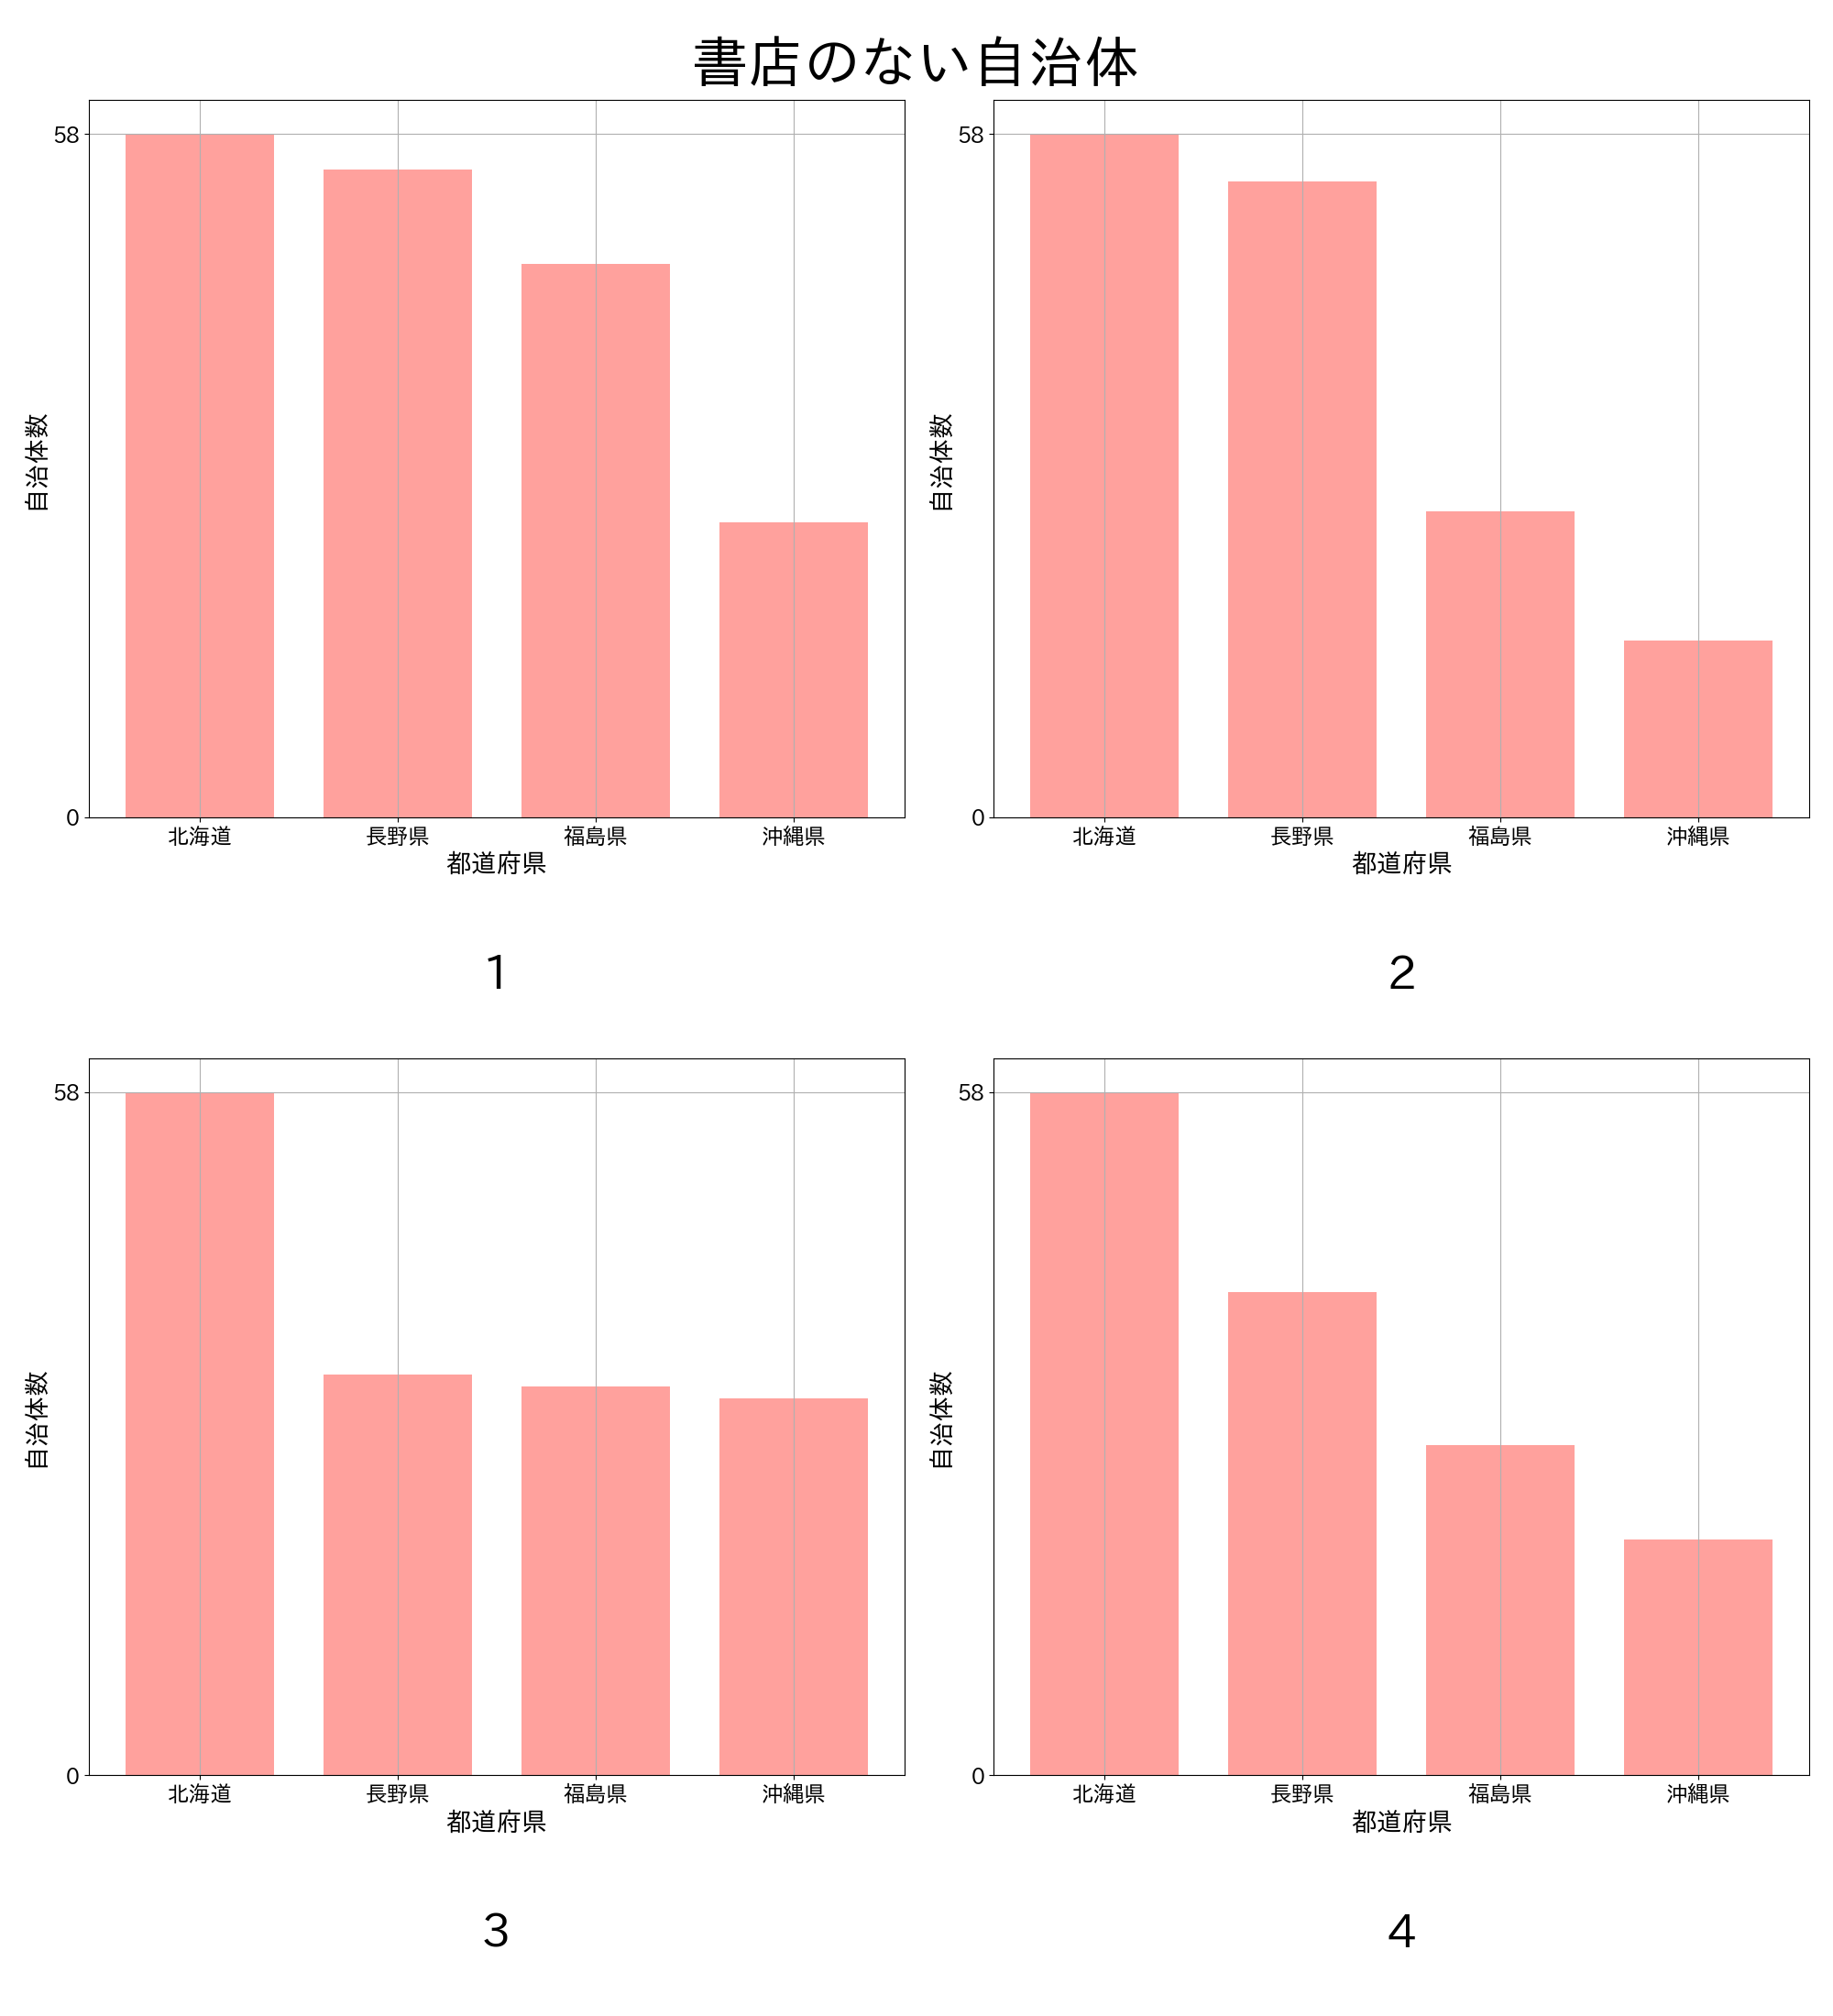 書店のない自治体
58
0
自治体数
北海道 長野県 福島県 沖縄県
都道府県
1
58
0
自治体数
北海道 長野県 福島県 沖縄県
都道府県
2
58
0
自治体数
北海道 長野県 福島県 沖縄県
都道府県
3
58
0
自治体数
北海道 長野県 福島県 沖縄県
都道府県
4